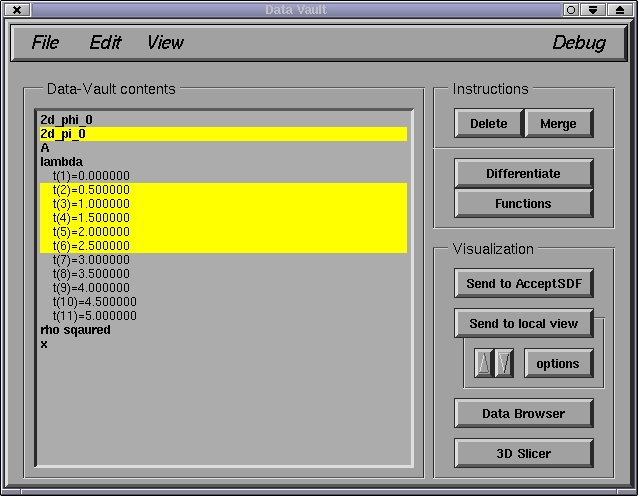 Data Vault
File Edit View Debug
Data-Vault contents
2d_phi_0
2d_pi_0
A
lambda
t(1)=0.000000
t(2)=0.500000
t(3)=1.000000
t(4)=1.500000
t(5)=2.000000
t(6)=2.500000
t(7)=3.000000
t(8)=3.500000
t(9)=4.000000
t(10)=4.500000
t(11)=5.000000
rho sqaured
x
Instructions
Delete Merge
Differentiate
Functions
Visualization
Send to AcceptSDF
Send to local view
options
Data Browser
3D Slicer